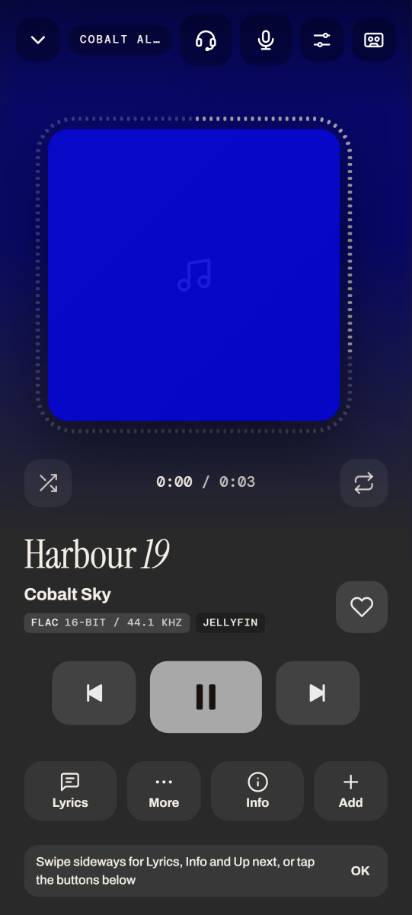 COBALT AL…
0:00 / 0:03
Harbour 19
Cobalt Sky
FLAC 16-BIT / 44.1 KHZ JELLYFIN
Lyrics More Info Add
Swipe sideways for Lyrics, Info and Up next, or tap
the buttons below
OK